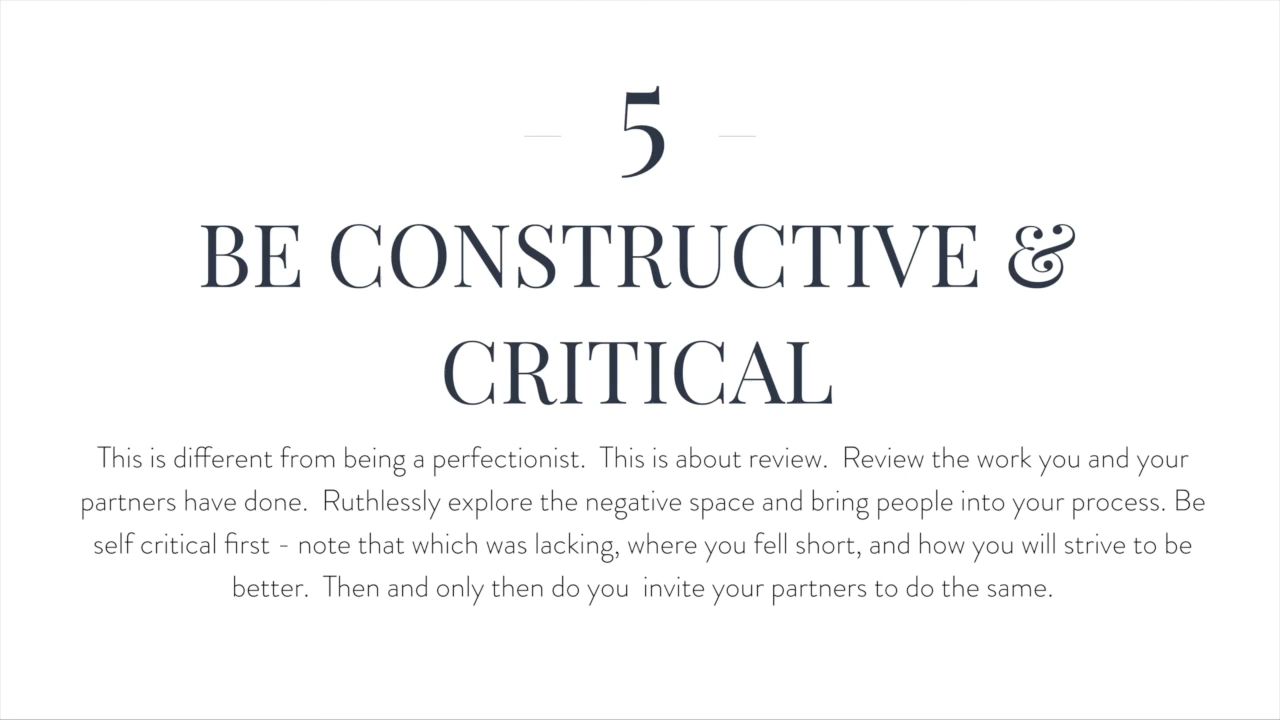 5
BE CONSTRUCTIVE &
CRITICAL
This is different from being a perfectionist.  This is about review.  Review the work you and your
partners have done.  Ruthlessly explore the negative space and bring people into your process. Be
self critical first - note that which was lacking, where you fell short, and how you will strive to be
better.  Then and only then do you  invite your partners to do the same.